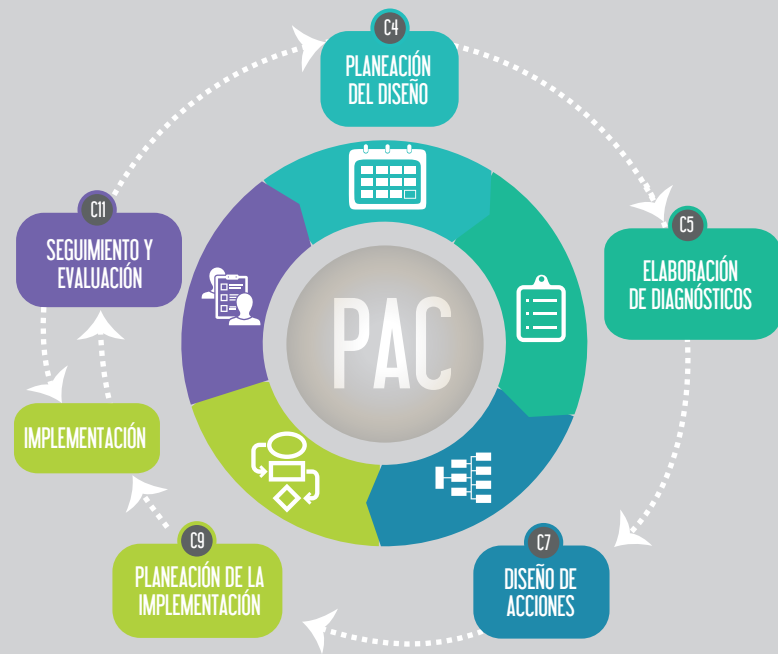 C4
PLANEACIÓN
DEL DISEÑO
C5
ELABORACIÓN
DE DIAGNÓSTICOS
C7
DISEÑO DE
ACCIONES
C9
PLANEACIÓN DE LA
IMPLEMENTACIÓN
IMPLEMENTACIÓN
C11
SEGUIMIENTO Y
EVALUACIÓN
PAC